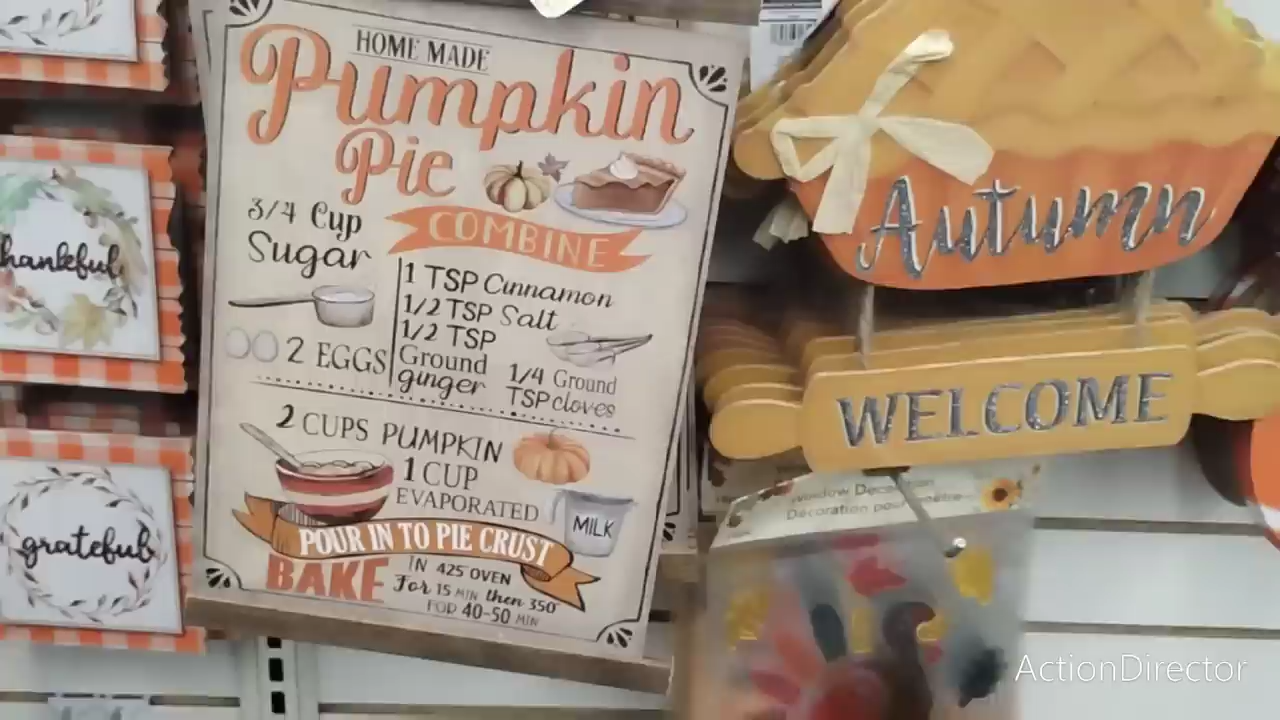 HOME MADE
Pumpkin
Pie
COMBINE
3/4 Cup
Sugar
2 EGGS
1 TSP Cinnamon
1/2 TSP Salt
1/2 TSP
Ground
ginger
1/4 Ground
TSP cloves
2 CUPS PUMPKIN
1 CUP
EVAPORATED
MILK
POUR IN TO PIE CRUST
BAKE
IN 425 OVEN
For 15 MIN then 350
FOR 40-50 MIN
hankful
grateful
Autumn
WELCOME
Window Decoration
Décoration pour
ActionDirector